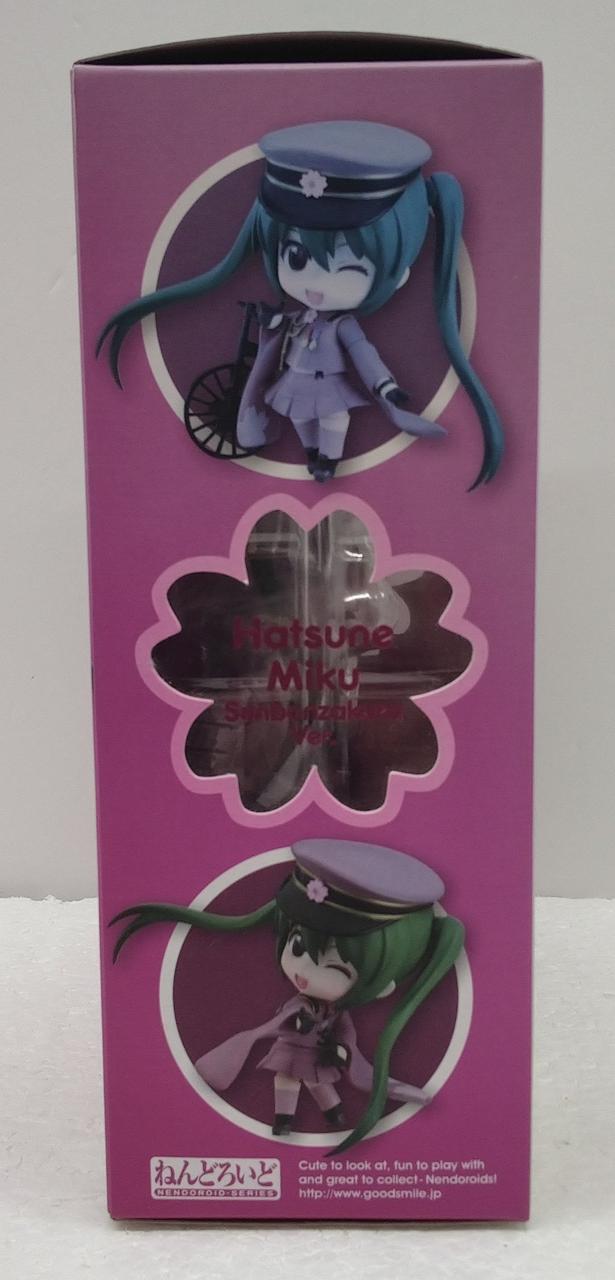 Hatsune
Miku
Senbonzakura
Ver.
ねんどろいど
NENDOROID-SERIES
Cute to look at, fun to play with
and great to collect - Nendoroids!
http://www.goodsmile.jp